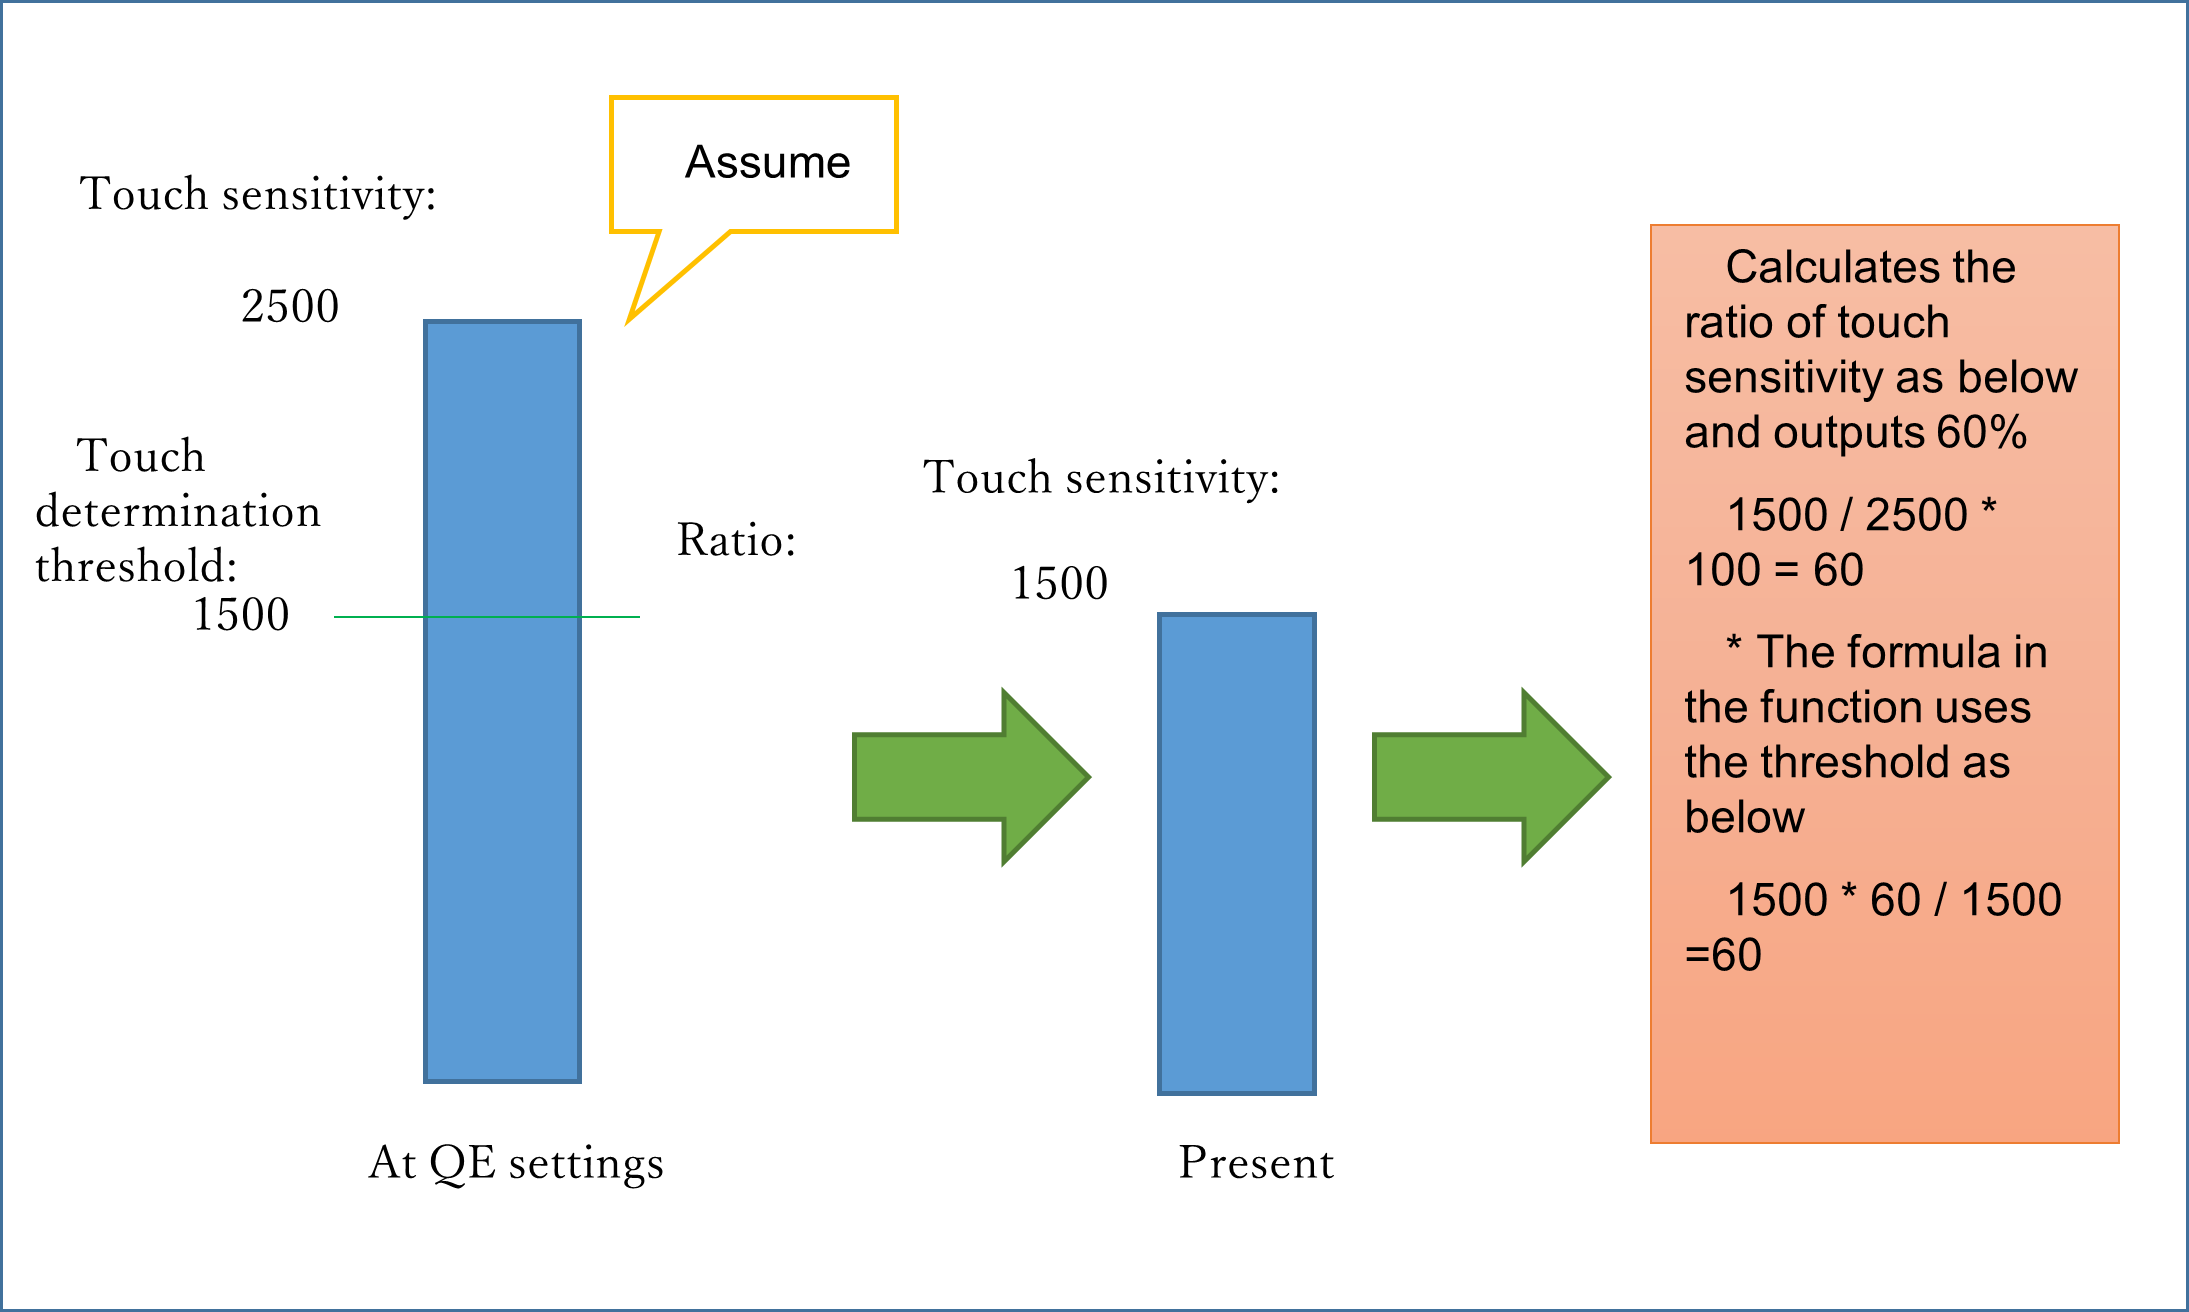 Assume
Touch sensitivity:
2500
Touch
determination
threshold:
1500
Ratio:
At QE settings
Touch sensitivity:
1500
Present
Calculates the
ratio of touch
sensitivity as below
and outputs 60%
1500 / 2500 *
100 = 60
* The formula in
the function uses
the threshold as
below
1500 * 60 / 1500
=60